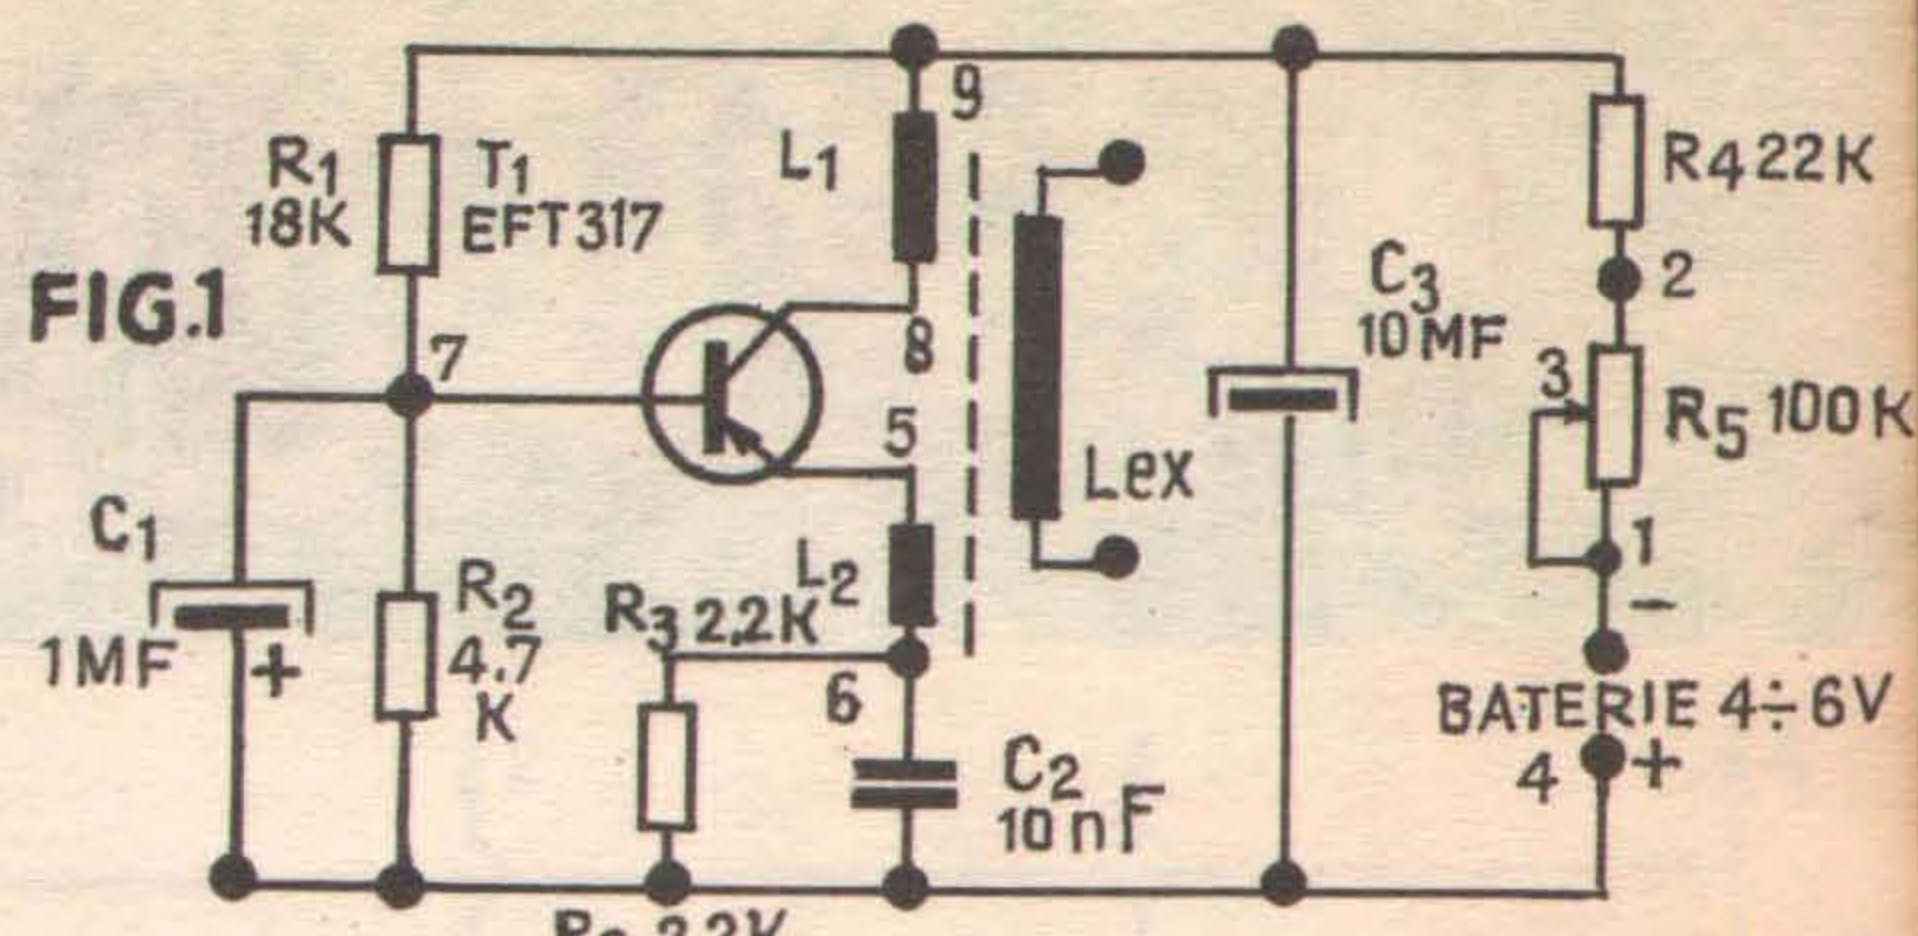 FIG.1
R1
18K
T1
EFT317
L1
9
8
7
5
C1
1MF
+
R2
4.7
K
R3 2,2K
L2
6
C2
10nF
Lex
C3
10MF
R4 22K
2
3
R5 100K
1
−
BATERIE 4÷6V
4
+